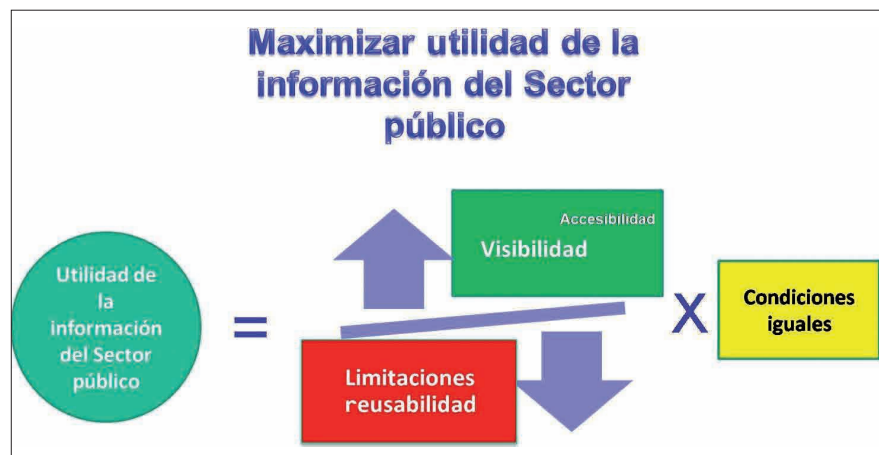 Maximizar utilidad de la
información del Sector
público
Utilidad de
la
información
del Sector
público
=
Accesibilidad
Visibilidad
Limitaciones
reusabilidad
X
Condiciones
iguales